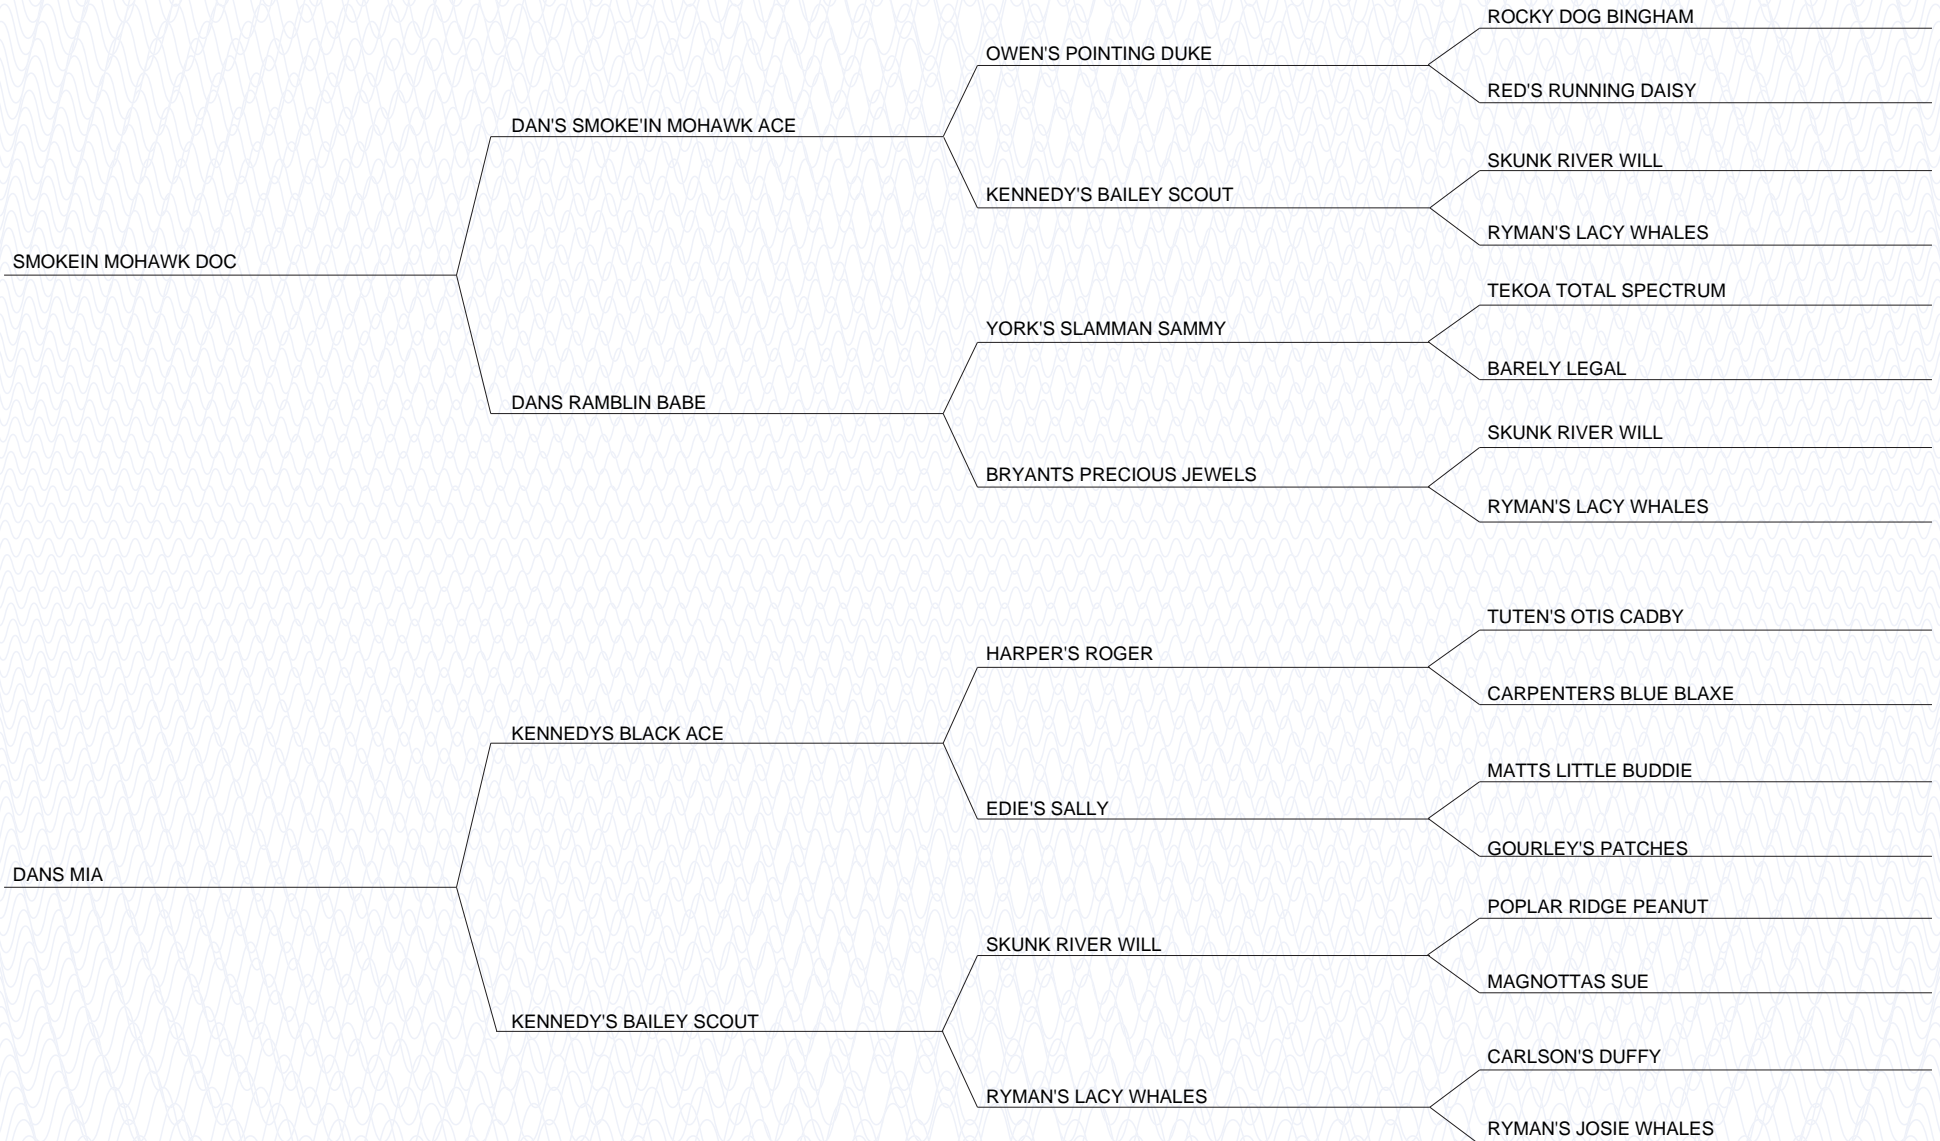 ROCKY DOG BINGHAM
OWEN'S POINTING DUKE
RED'S RUNNING DAISY
DAN'S SMOKE'IN MOHAWK ACE
SKUNK RIVER WILL
KENNEDY'S BAILEY SCOUT
RYMAN'S LACY WHALES
SMOKEIN MOHAWK DOC
TEKOA TOTAL SPECTRUM
YORK'S SLAMMAN SAMMY
BARELY LEGAL
DANS RAMBLIN BABE
SKUNK RIVER WILL
BRYANTS PRECIOUS JEWELS
RYMAN'S LACY WHALES
TUTEN'S OTIS CADBY
HARPER'S ROGER
CARPENTERS BLUE BLAXE
KENNEDYS BLACK ACE
MATTS LITTLE BUDDIE
EDIE'S SALLY
GOURLEY'S PATCHES
DANS MIA
POPLAR RIDGE PEANUT
SKUNK RIVER WILL
MAGNOTTAS SUE
KENNEDY'S BAILEY SCOUT
CARLSON'S DUFFY
RYMAN'S LACY WHALES
RYMAN'S JOSIE WHALES